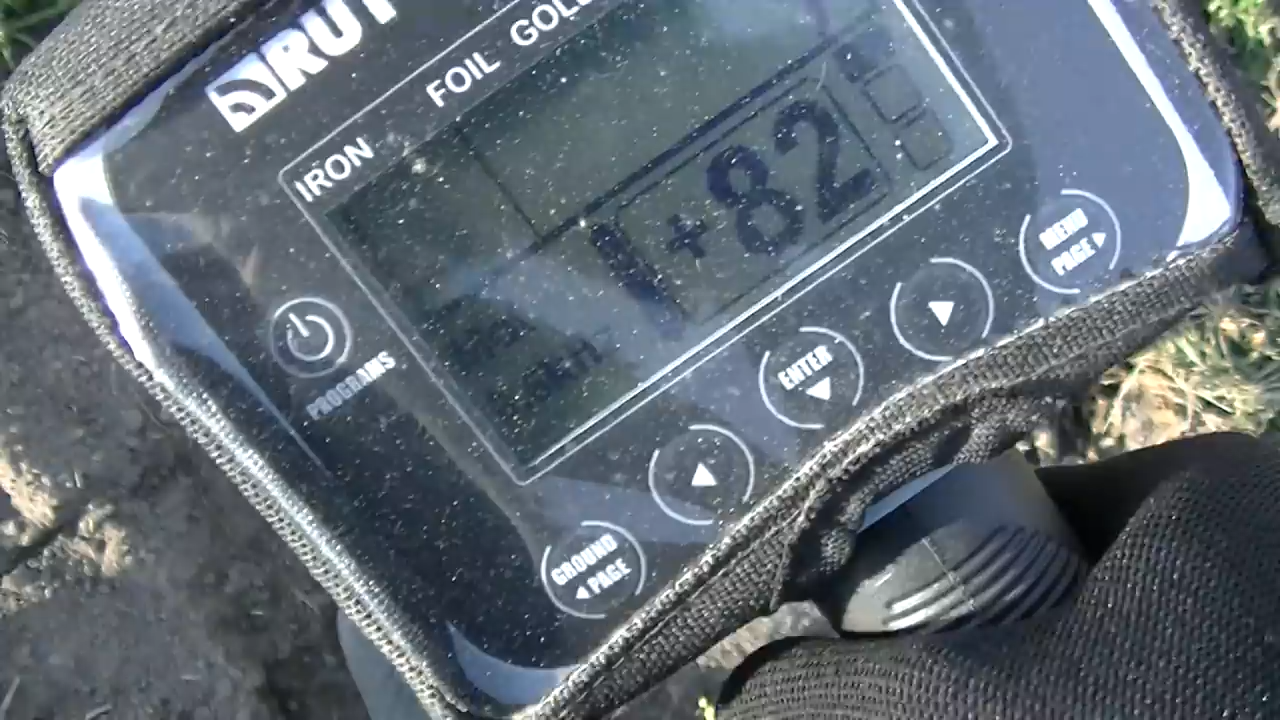 RUT
IRON FOIL GOLD
+82
PROGRAMS
MENU
PAGE
ENTER
GROUND
PAGE